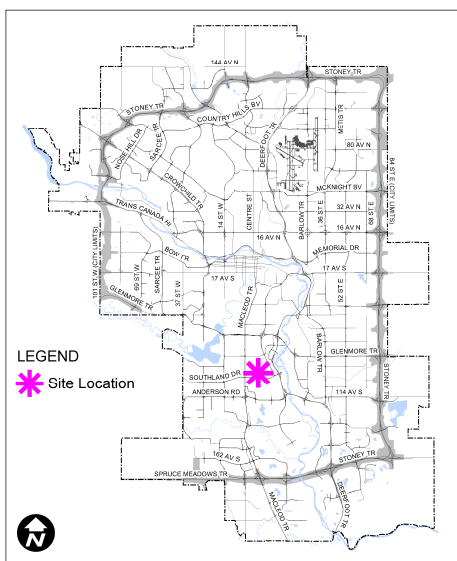 144 AV N
STONEY TR
STONEY TR
COUNTRY HILLS BV
METIS TR
NOSE HILL DR
SARCEE TR
DEERFOOT TR
80 AV N
84 ST E (CITY LIMITS)
CROWCHILD TR
MCKNIGHT BV
14 ST W
CENTRE ST
BARLOW TR
36 ST E
32 AV N
68 ST E
TRANS CANADA HI
16 AV N
16 AV N
BOW TR
MEMORIAL DR
101 ST W (CITY LIMITS)
69 ST W
SARCEE TR
37 ST W
17 AV S
17 AV S
52 ST E
GLENMORE TR
MACLEOD TR
BARLOW TR
GLENMORE TR
LEGEND
Site Location
SOUTHLAND DR
ANDERSON RD
114 AV S
STONEY TR
162 AV S
STONEY TR
SPRUCE MEADOWS TR
MACLEOD TR
DEERFOOT TR
N